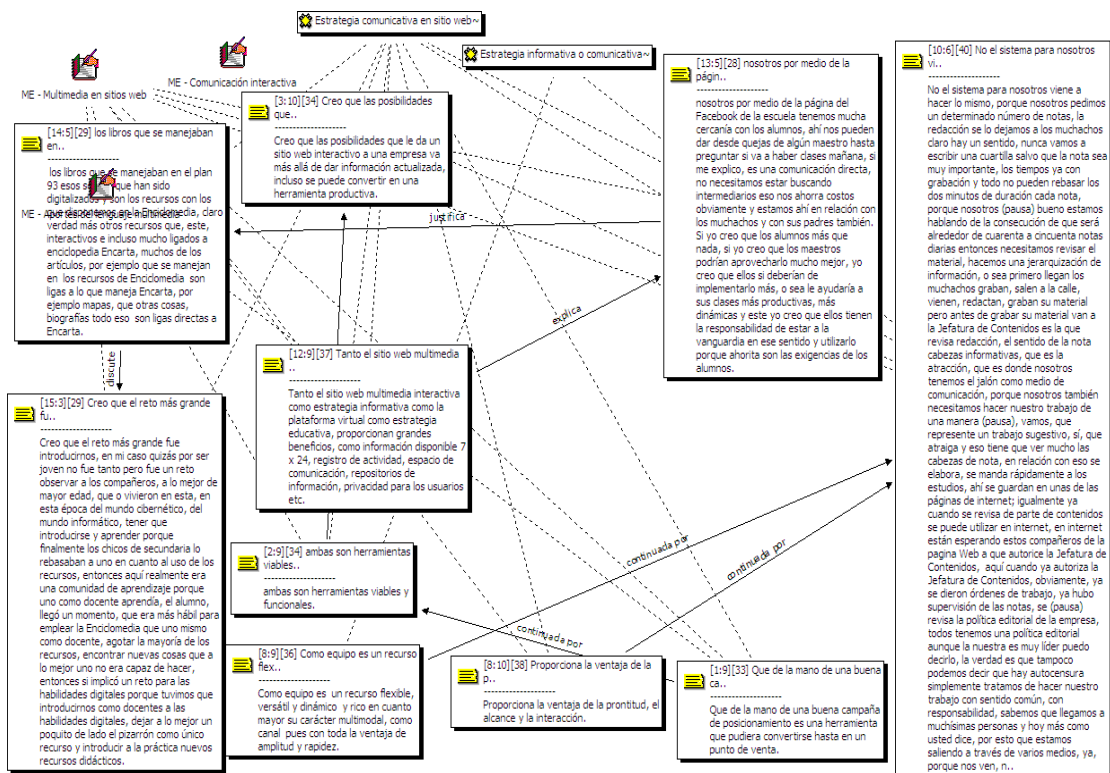 Estrategia comunicativa en sitio web~
Estrategia informativa o comunicativa~
ME - Comunicación interactiva
ME - Multimedia en sitios web
[14:5][29] los libros que se manejaban
en..
--------------------
los libros que se manejaban en el plan
93 esos
que han sido
digitalizados y son los recursos con los
que disponemos en la Enciclomedia, claro
verdad más otros recursos que, este,
interactivos e incluso mucho ligados a
enciclopedia Encarta, muchos de los
artículos, por ejemplo que se manejan
en los recursos de Enciclomedia son
ligas a lo que maneja Encarta, por
ejemplo mapas, que otras cosas,
biografías todo eso son ligas directas a
Encarta.
ME - Aportes del lenguaje multimedia
[3:10][34] Creo que las posibilidades
que..
--------------------
Creo que las posibilidades que le da un
sitio web interactivo a una empresa va
más allá de dar información actualizada,
incluso se puede convertir en una
herramienta productiva.
justifica
[13:5][28] nosotros por medio de la
págin..
--------------------
nosotros por medio de la página del
Facebook de la escuela tenemos mucha
cercanía con los alumnos, ahí nos pueden
dar desde quejas de algún maestro hasta
preguntar si va a haber clases mañana, si
me explico, es una comunicación directa,
no necesitamos estar buscando
intermediarios eso nos ahorra costos
obviamente y estamos ahí en relación con
los muchachos y con sus padres también.
Si yo creo que los alumnos más que
nada, si yo creo que los maestros
podrían aprovecharlo mucho mejor, yo
creo que ellos si deberían de
implementarlo más, o sea le ayudaría a
sus clases más productivas, más
dinámicas y este yo creo que ellos tienen
la responsabilidad de estar a la
vanguardia en ese sentido y utilizarlo
porque ahorita son las exigencias de los
alumnos.
[10:6][40] No el sistema para nosotros
vi..
--------------------
No el sistema para nosotros viene a
hacer lo mismo, porque nosotros pedimos
un determinado número de notas, la
redacción se lo dejamos a los muchachos
claro hay un sentido, nunca vamos a
escribir una cuartilla salvo que la nota sea
muy importante, los tiempos ya con
grabación y todo no pueden rebasar los
dos minutos de duración cada nota,
porque nosotros (pausa) bueno estamos
hablando de la consecución de que será
alrededor de cuarenta a cincuenta notas
diarias entonces necesitamos revisar el
material, hacemos una jerarquización de
información, o sea primero llegan los
muchachos graban, salen a la calle,
vienen, redactan, graban su material
pero antes de grabar su material van a
la Jefatura de Contenidos es la que
revisa redacción, el sentido de la nota
cabezas informativas, que es la
atracción, que es donde nosotros
tenemos el jalón como medio de
comunicación, porque nosotros también
necesitamos hacer nuestro trabajo de
una manera (pausa), vamos, que
represente un trabajo sugestivo, sí, que
atraiga y eso tiene que ver mucho las
cabezas de nota, en relación con eso se
elabora, se manda rápidamente a los
estudios, ahí se guardan en unas de las
páginas de internet; igualmente ya
cuando se revisa de parte de contenidos
se puede utilizar en internet, en internet
están esperando estos compañeros de la
pagina Web a que autorice la Jefatura de
Contenidos, aquí cuando ya autoriza la
Jefatura de Contenidos, obviamente, ya
se dieron órdenes de trabajo, ya hubo
supervisión de las notas, se (pausa)
revisa la política editorial de la empresa,
todos tenemos una política editorial
aunque la nuestra es muy líder puedo
decirlo, la verdad es que tampoco
podemos decir que hay autocensura
simplemente tratamos de hacer nuestro
trabajo con sentido común, con
responsabilidad, sabemos que llegamos a
muchísimas personas y hoy más como
usted dice, por esto que estamos
saliendo a través de varios medios, ya,
porque nos ven, n..
explica
discute
[12:9][37] Tanto el sitio web multimedia
..
--------------------
Tanto el sitio web multimedia interactiva
como estrategia informativa como la
plataforma virtual como estrategia
educativa, proporcionan grandes
beneficios, como información disponible 7
x 24, registro de actividad, espacio de
comunicación, repositorios de
información, privacidad para los usuarios
etc.
[15:3][29] Creo que el reto más grande
fu..
--------------------
Creo que el reto más grande fue
introducirnos, en mi caso quizás por ser
joven no fue tanto pero fue un reto
observar a los compañeros, a lo mejor de
mayor edad, que o vivieron en esta, en
esta época del mundo cibernético, del
mundo informático, tener que
introducirse y aprender porque
finalmente los chicos de secundaria lo
rebasaban a uno en cuanto al uso de los
recursos, entonces aquí realmente era
una comunidad de aprendizaje porque
uno como docente aprendía, el alumno,
llegó un momento, que era más hábil para
emplear la Enciclomedia que uno mismo
como docente, agotar la mayoría de los
recursos, encontrar nuevas cosas que a
lo mejor uno no era capaz de hacer,
entonces si implicó un reto para las
habilidades digitales porque tuvimos que
introducirnos como docentes a las
habilidades digitales, dejar a lo mejor un
poquito de lado el pizarrón como único
recurso y introducir a la práctica nuevos
recursos didácticos.
[2:9][34] ambas son herramientas
viables..
--------------------
ambas son herramientas viables y
funcionales.
continuada por
continuada por
continuada por
[8:9][36] Como equipo es un recurso
flex..
--------------------
Como equipo es un recurso flexible,
versátil y dinámico y rico en cuanto
mayor su carácter multimodal, como
canal pues con toda la ventaja de
amplitud y rapidez.
[8:10][38] Proporciona la ventaja de la
p..
--------------------
Proporciona la ventaja de la prontitud, el
alcance y la interacción.
[1:9][33] Que de la mano de una buena
ca..
--------------------
Que de la mano de una buena campaña
de posicionamiento es una herramienta
que pudiera convertirse hasta en un
punto de venta.